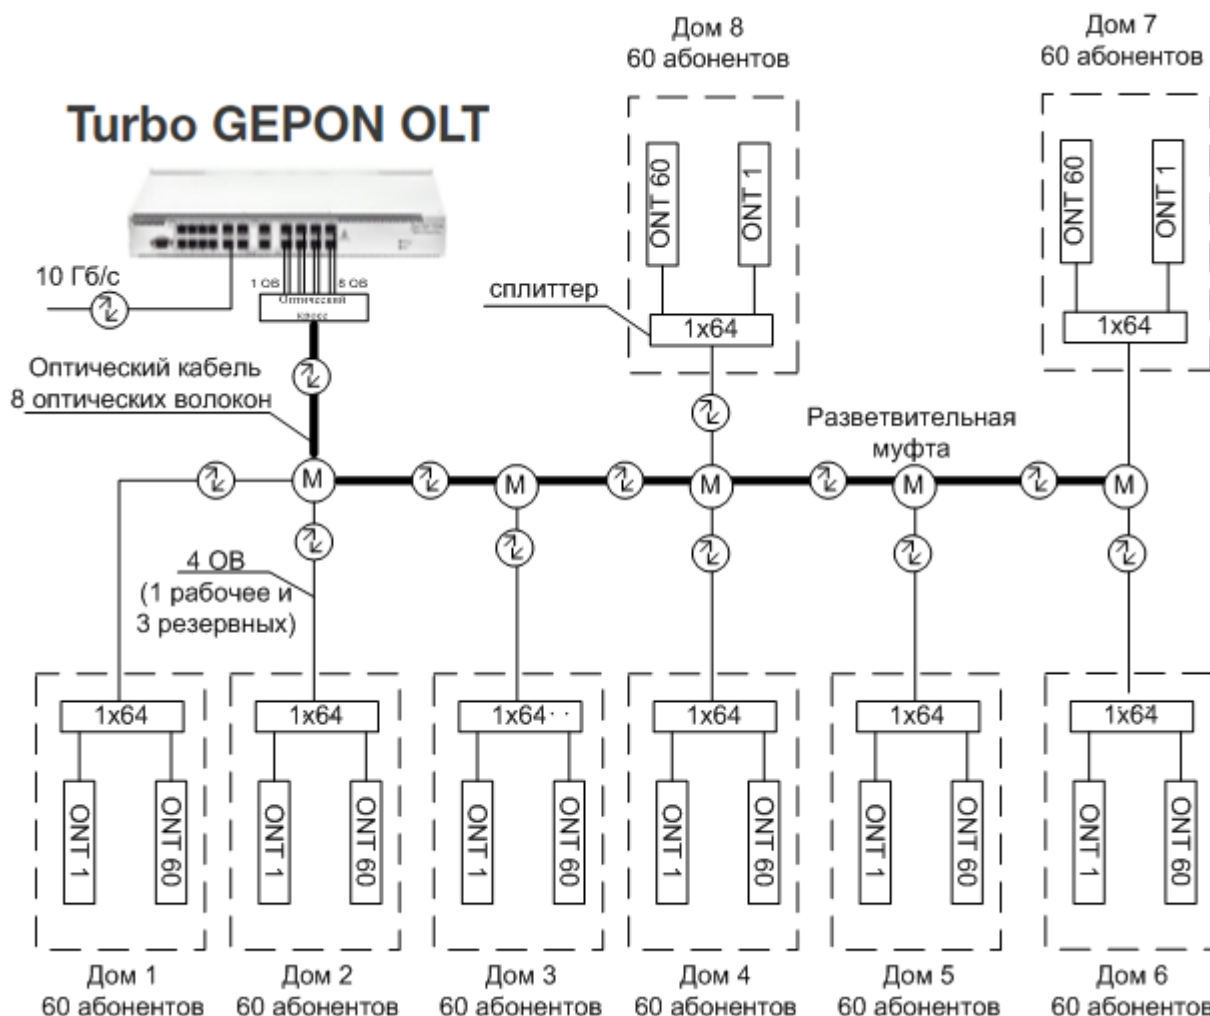 Дом 8
60 абонентов
Дом 7
60 абонентов
Turbo GEPON OLT
ONT 60
ONT 1
ONT 60
ONT 1
10 Гб/с
1 ОВ
8 ОВ
Оптический
кросс
сплиттер
1x64
1x64
Оптический кабель
8 оптических волокон
Разветвительная
муфта
М
М
М
М
М
4 ОВ
(1 рабочее и
3 резервных)
1x64
1x64
1x64
1x64
1x64
1x64
ONT 1
ONT 60
ONT 1
ONT 60
ONT 1
ONT 60
ONT 1
ONT 60
ONT 1
ONT 60
ONT 1
ONT 60
Дом 1
60 абонентов
Дом 2
60 абонентов
Дом 3
60 абонентов
Дом 4
60 абонентов
Дом 5
60 абонентов
Дом 6
60 абонентов